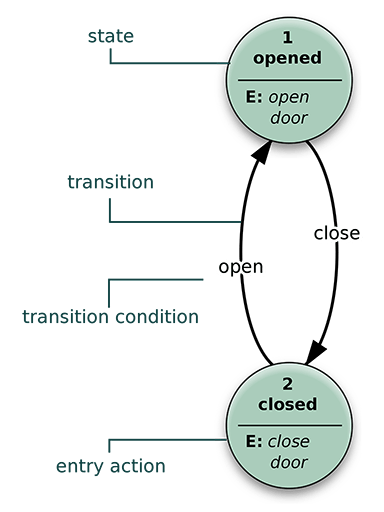 state
1
opened
E: open
door
transition
close
open
transition condition
2
closed
E: close
door
entry action